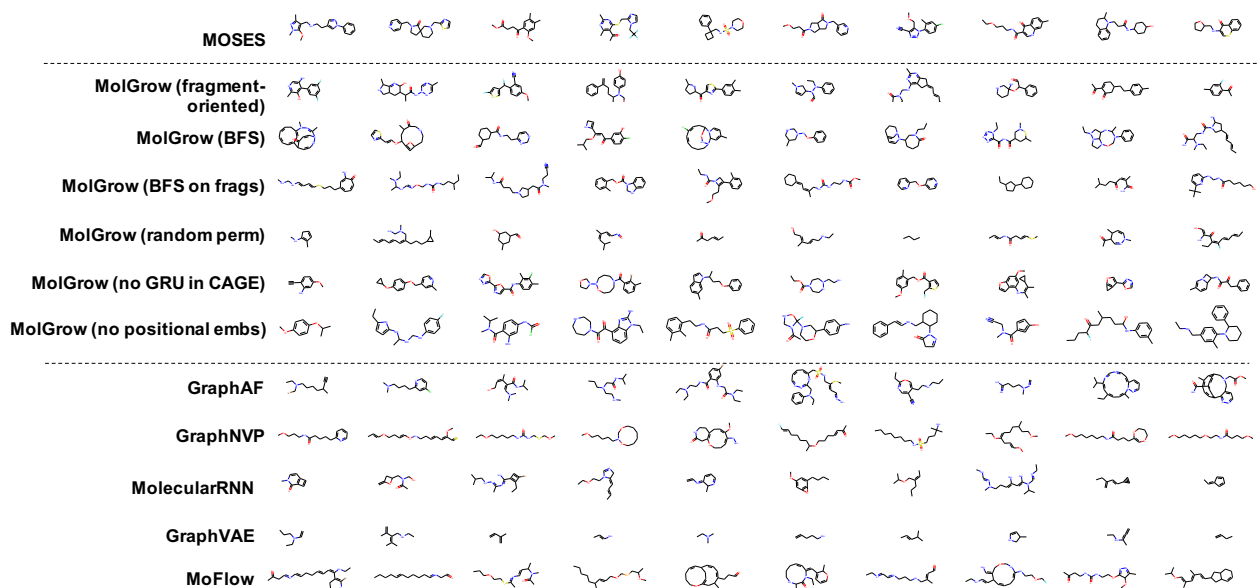 MOSES
MolGrow (fragment-
oriented)
MolGrow (BFS)
MolGrow (BFS on frags)
MolGrow (random perm)
MolGrow (no GRU in CAGE)
MolGrow (no positional embs)
GraphAF
GraphNVP
MolecularRNN
GraphVAE
MoFlow